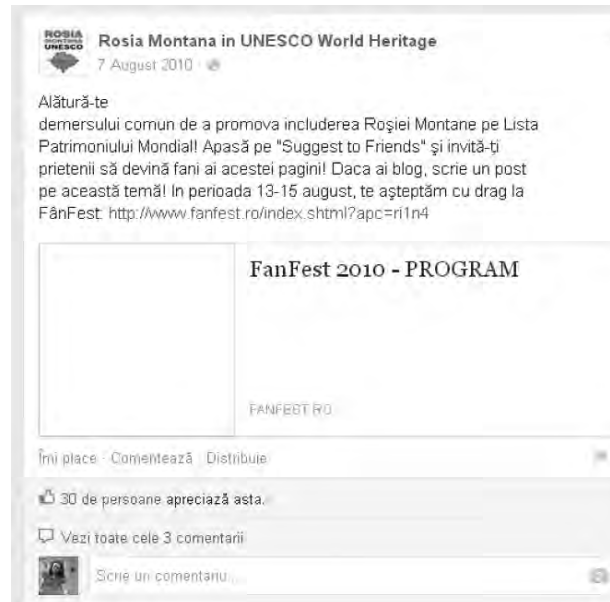 ROSIA
MONTANA
UNESCO
Rosia Montana in UNESCO World Heritage
7 August 2010
Alătură-te
demersului comun de a promova includerea Roşiei Montane pe Lista
Patrimoniului Mondial! Apasă pe "Suggest to Friends" şi invită-ţi
prietenii să devină fani ai acestei pagini! Daca ai blog, scrie un post
pe această temă! In perioada 13-15 august, te aşteptăm cu drag la
FânFest: http://www.fanfest.ro/index.shtml?apc=ri1n4
FanFest 2010 - PROGRAM
FANFEST.RO
Îmi place · Comentează · Distribuie
30 de persoane apreciază asta.
Vezi toate cele 3 comentarii
Scrie un comentariu...